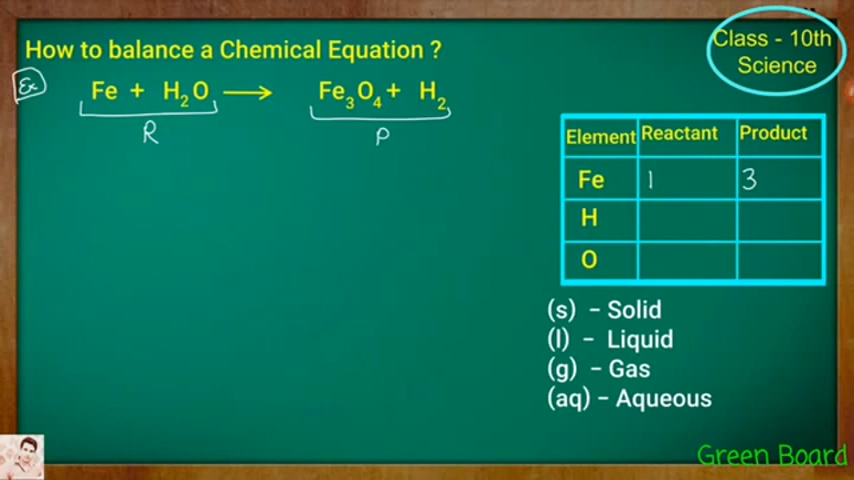 Class - 10th
Science
How to balance a Chemical Equation ?
Ex
Fe + H₂O ⟶ Fe₃O₄ + H₂
R P
Element Reactant Product
Fe 1 3
H
O
(s) – Solid
(l) – Liquid
(g) – Gas
(aq) – Aqueous
Green Board